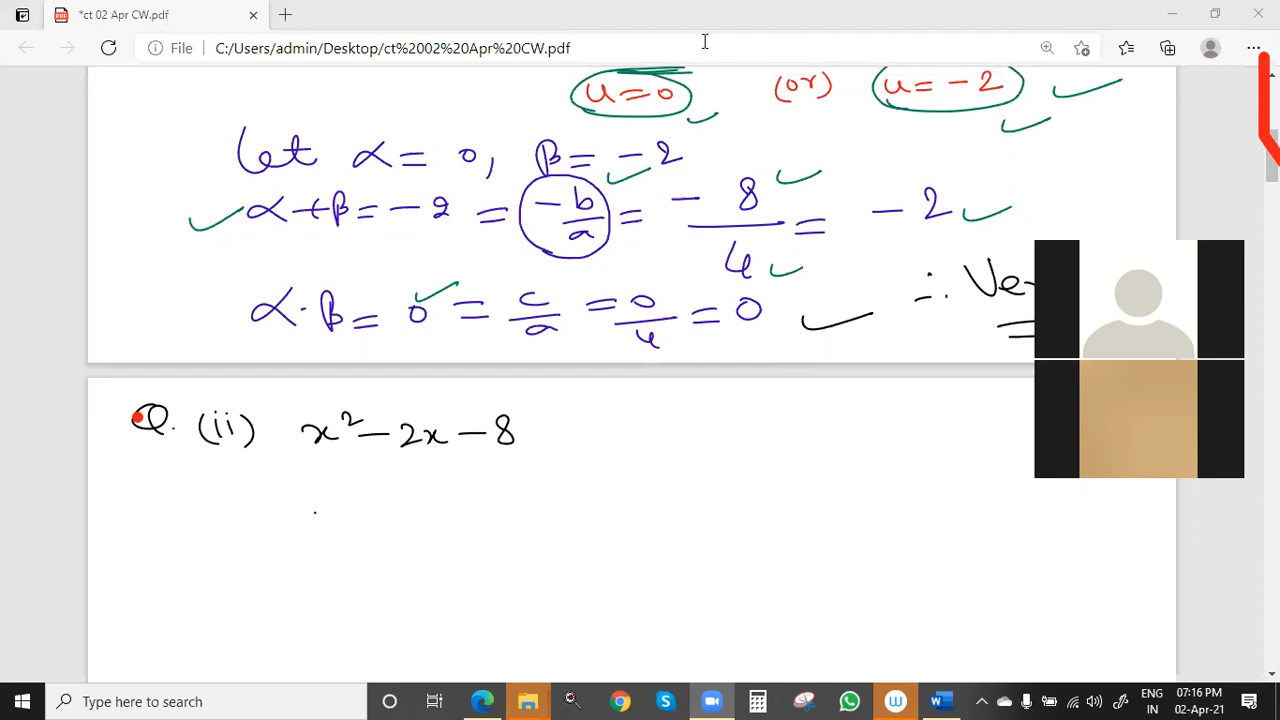 *ct 02 Apr CW.pdf
File C:/Users/admin/Desktop/ct%2002%20Apr%20CW.pdf
u=0 (or) u=-2
Let α = 0, β = -2
α+β = -2 = -b/a = -8/4 = -2
α·β = 0 = c/a = 0/4 = 0 ∴ Ve
Q. (ii) x²-2x-8
Type here to search
ENG 07:16 PM
IN 02-Apr-21